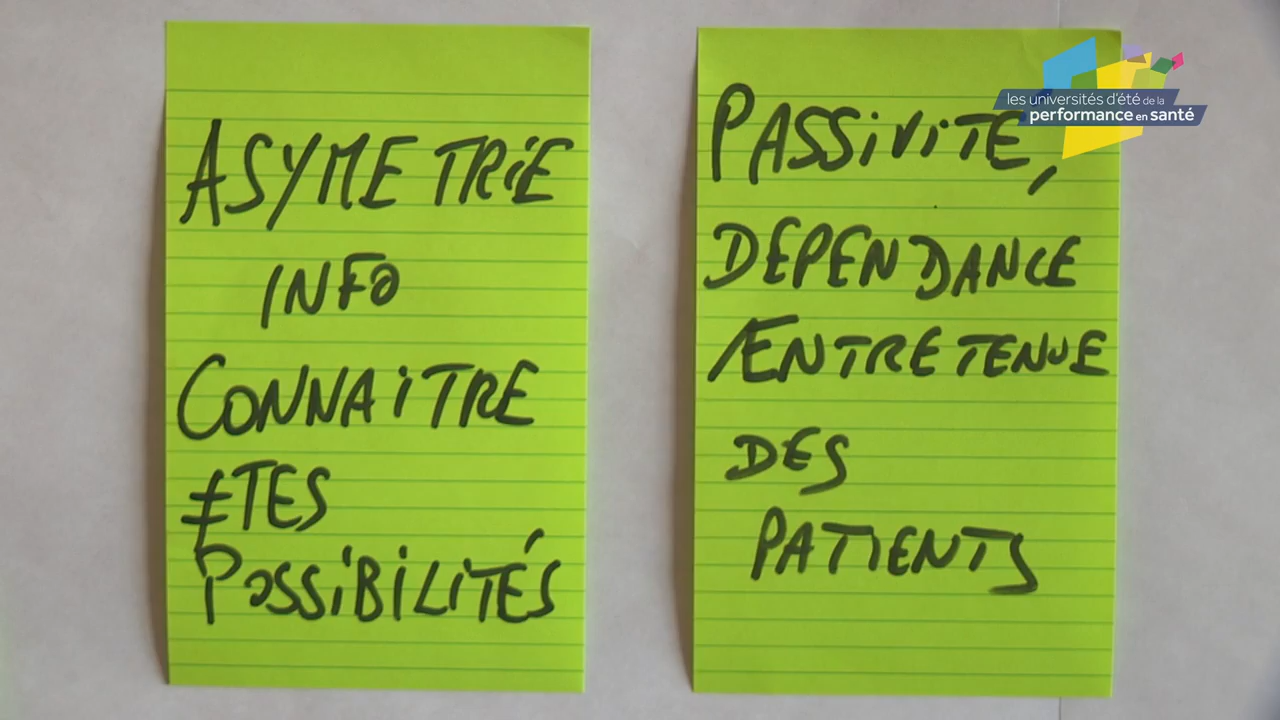 ASYMETRIE
INFO
CONNAITRE
≠TES
POSSIBILITÉS
PASSIVITE,
DEPENDANCE
/ENTRETENUE
DES
PATIENTS
les universités d'été de la
performance en santé